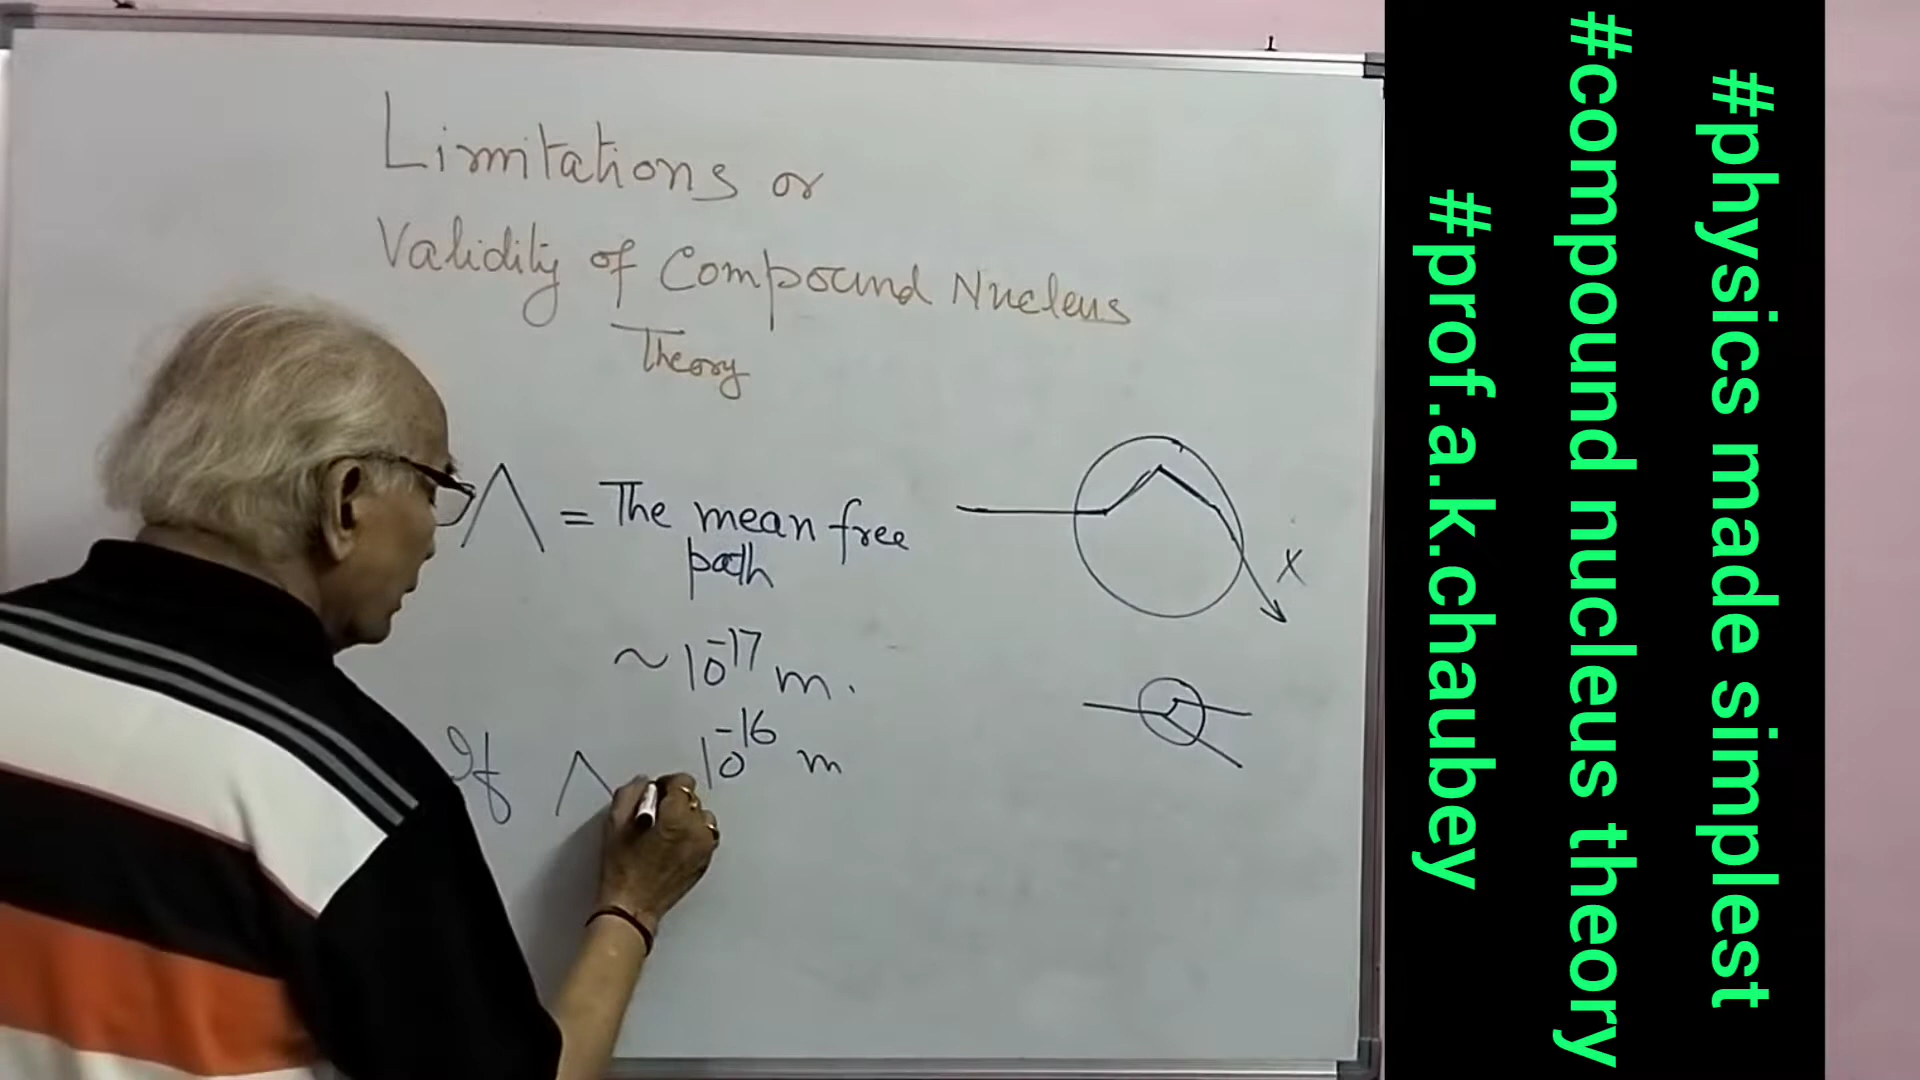 Limitations or
Validity of Compound Nucleus
Theory
Λ = The mean free
path
~ 10⁻¹⁷ m.
If Λ 10⁻¹⁶ m
X
#physics made simplest
#compound nucleus theory
#prof.a.k.chaubey